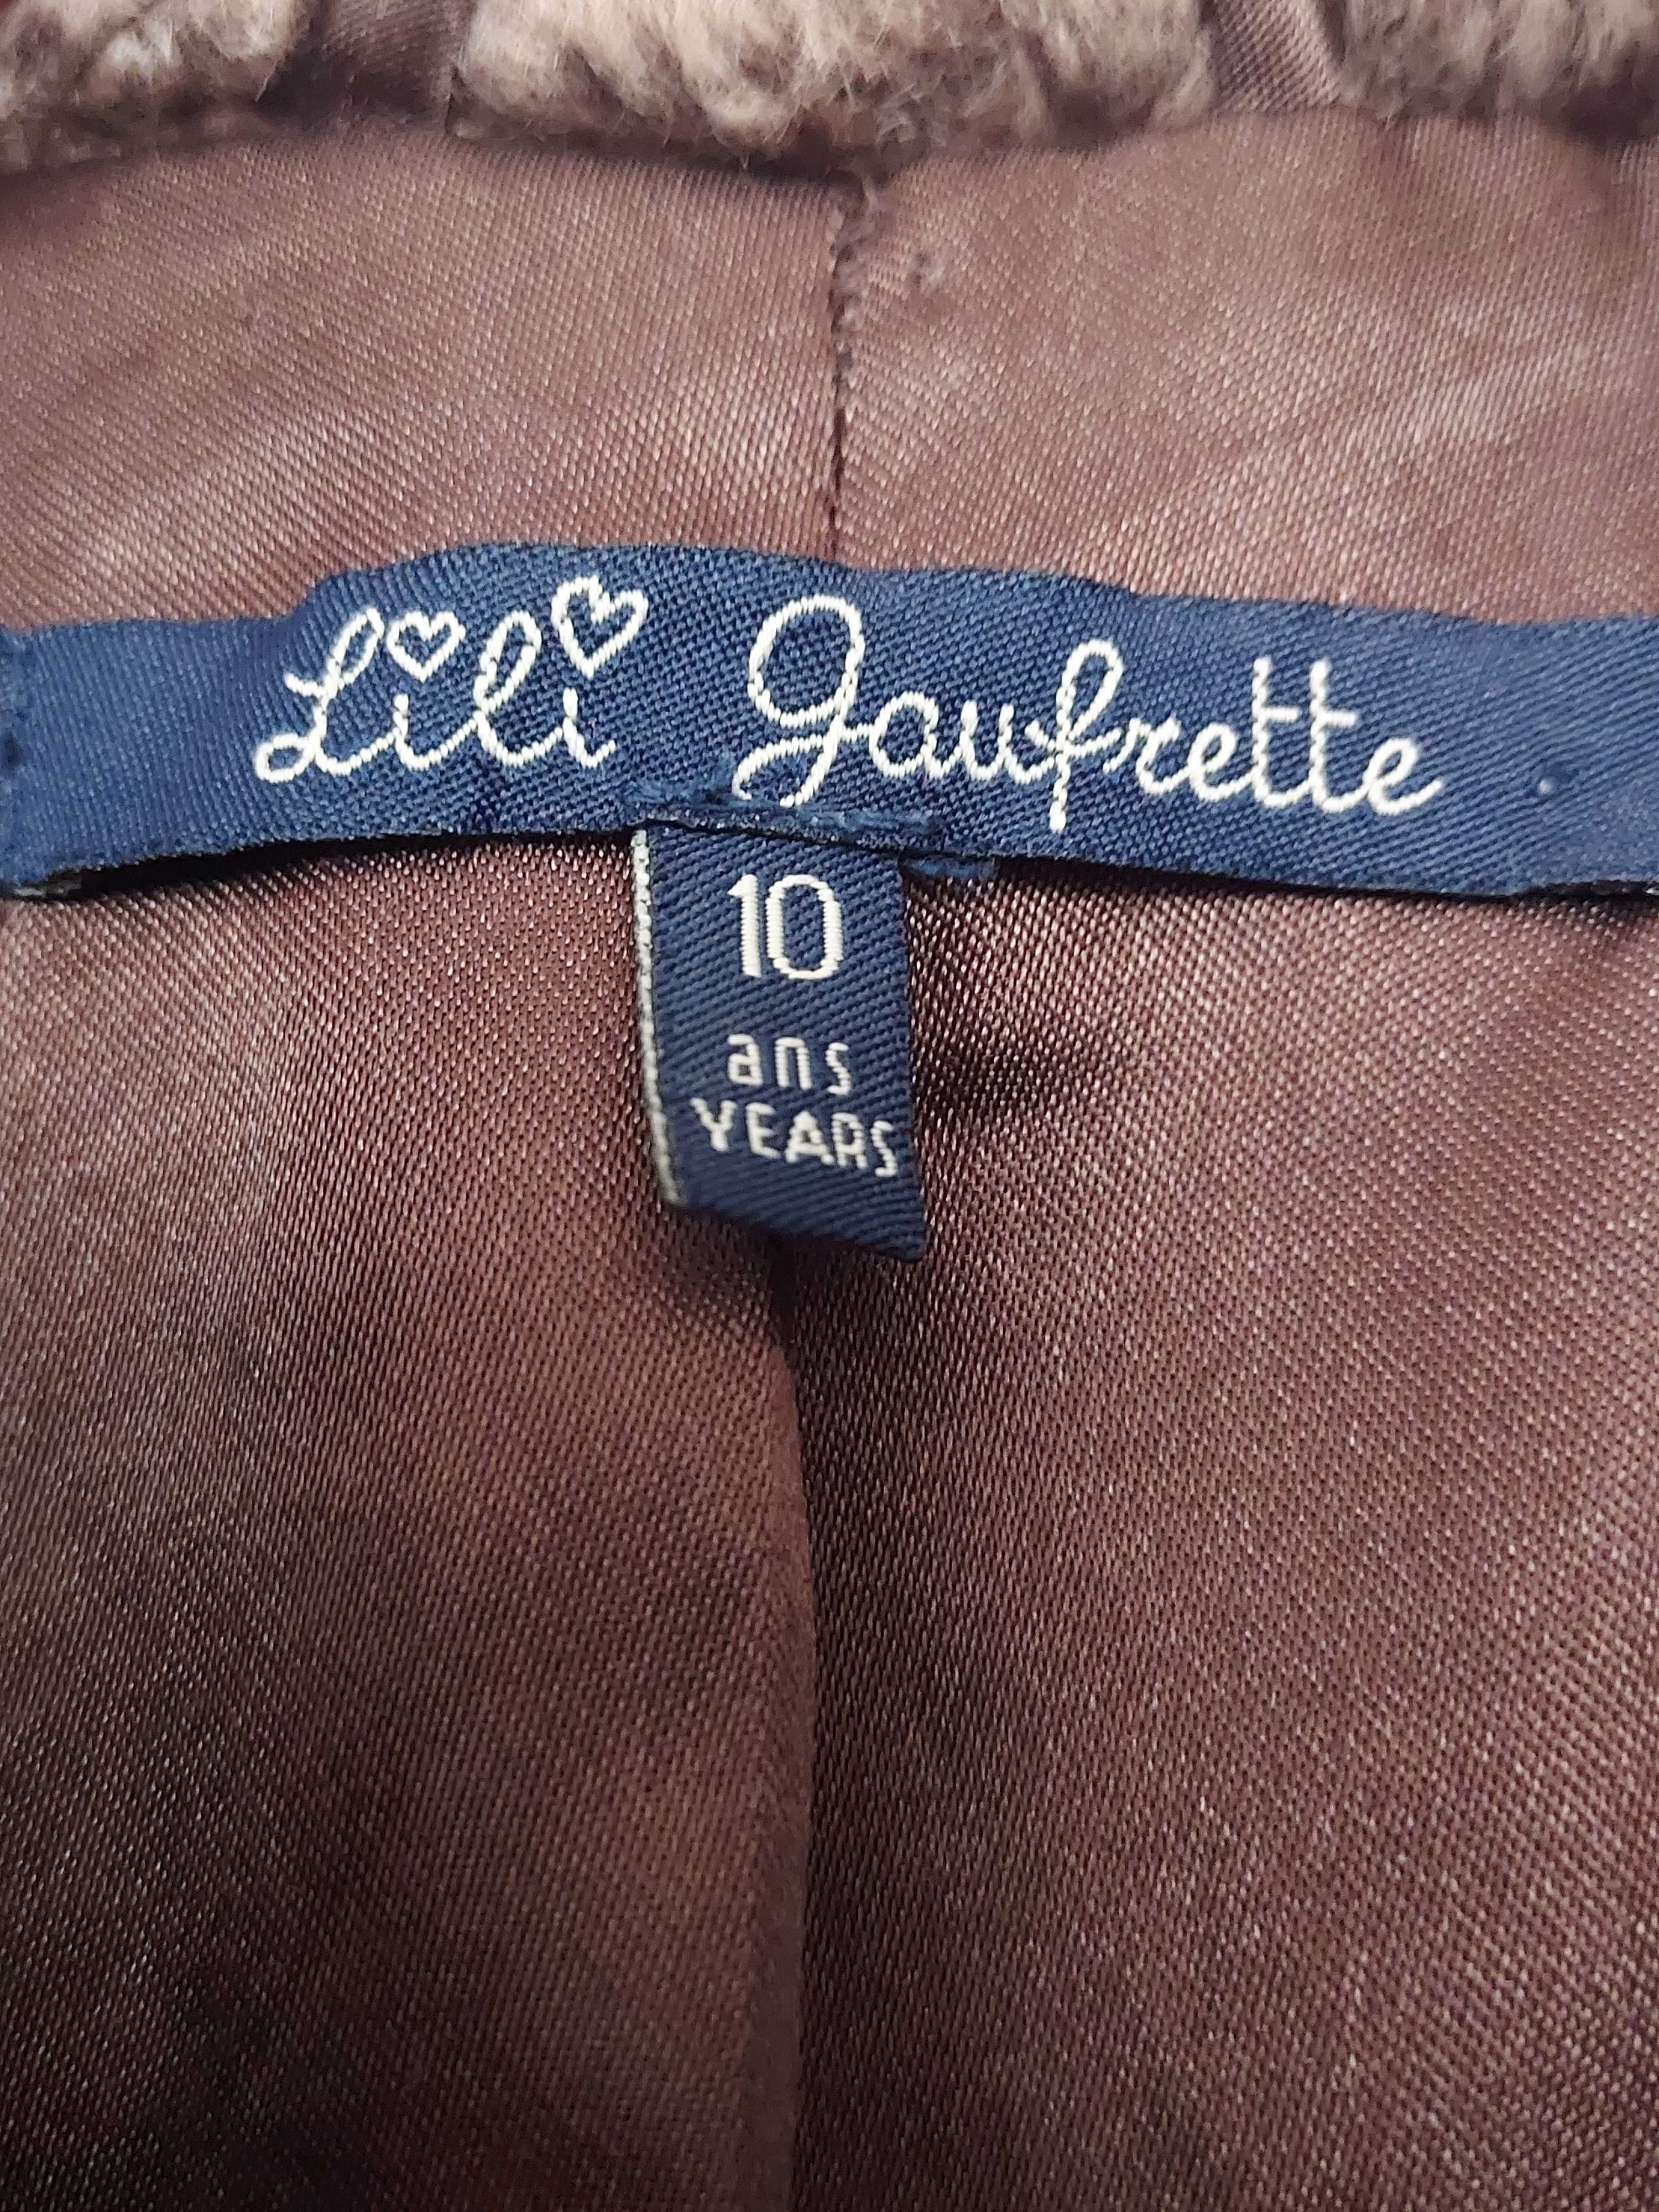 Lili Gaufrette
10
ans
YEARS